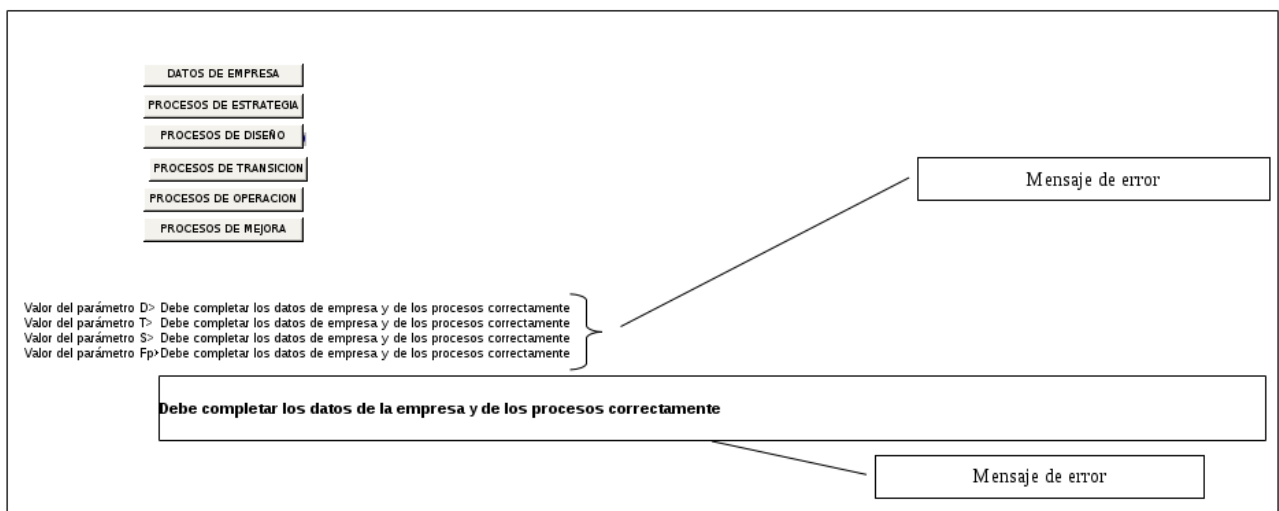 DATOS DE EMPRESA
PROCESOS DE ESTRATEGIA
PROCESOS DE DISEÑO
PROCESOS DE TRANSICION
PROCESOS DE OPERACION
PROCESOS DE MEJORA
Mensaje de error
Valor del parámetro D> Debe completar los datos de empresa y de los procesos correctamente
Valor del parámetro T> Debe completar los datos de empresa y de los procesos correctamente
Valor del parámetro S> Debe completar los datos de empresa y de los procesos correctamente
Valor del parámetro Fp> Debe completar los datos de empresa y de los procesos correctamente
Debe completar los datos de la empresa y de los procesos correctamente
Mensaje de error